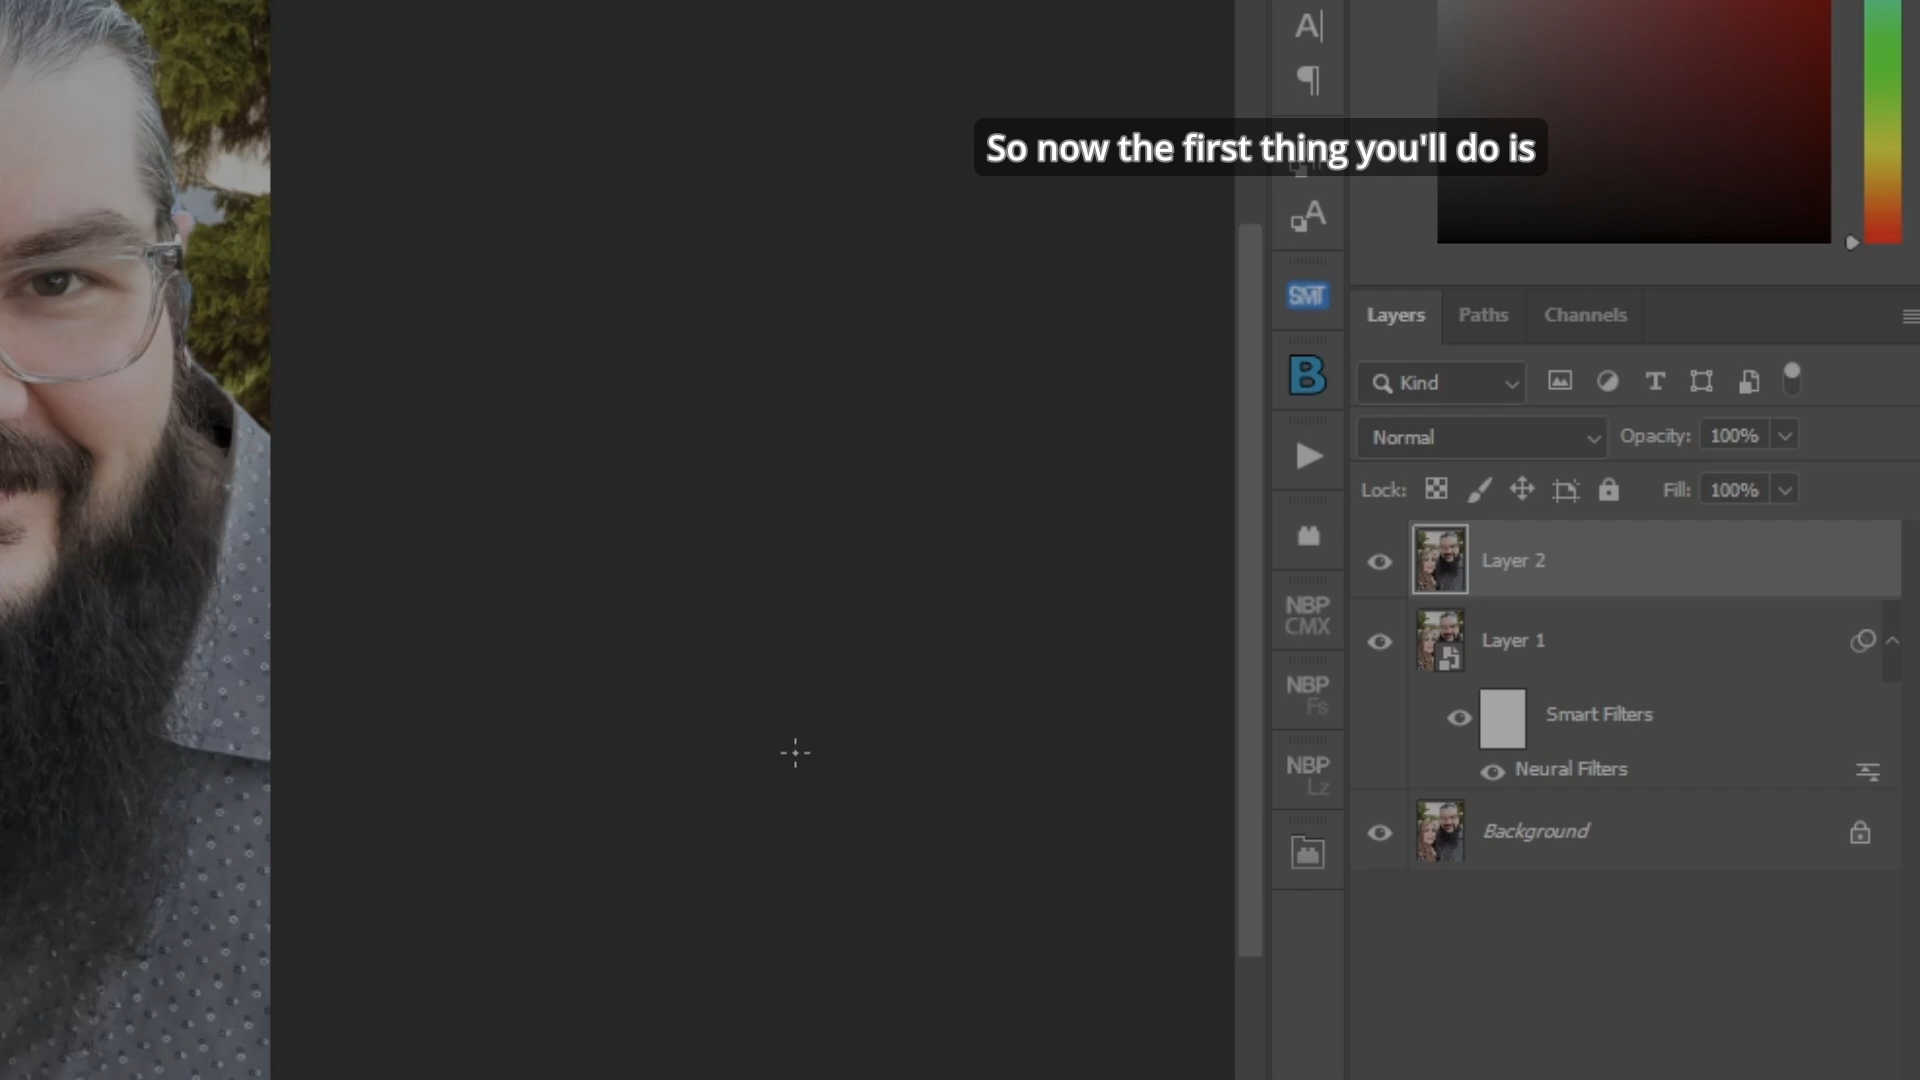 A|
¶
So now the first thing you'll do is
A
SMT
B
Layers Paths Channels
Kind T
Normal Opacity: 100%
Lock: Fill: 100%
Layer 2
NBP
CMX
Layer 1
NBP
Fs
Smart Filters
NBP
Lz
Neural Filters
Background